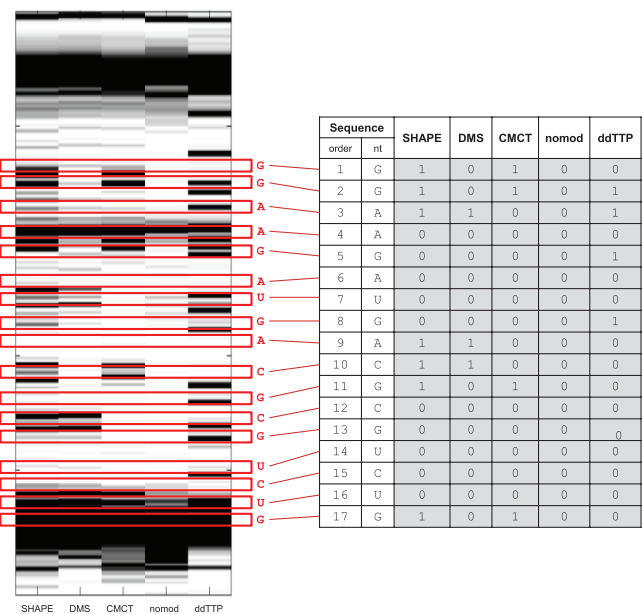 Sequence SHAPE DMS CMCT nomod ddTTP
order nt
G 1 G 1 0 1 0 0
G 2 G 1 0 1 0 1
A 3 A 1 1 0 0 1
A 4 A 0 0 0 0 0
G 5 G 0 0 0 0 1
A 6 A 0 0 0 0 0
U 7 U 0 0 0 0 0
G 8 G 0 0 0 0 1
A 9 A 1 1 0 0 0
C 10 C 1 1 0 0 0
G 11 G 1 0 1 0 0
C 12 C 0 0 0 0 0
G 13 G 0 0 0 0 0
U 14 U 0 0 0 0 0
C 15 C 0 0 0 0 0
U 16 U 0 0 0 0 0
G 17 G 1 0 1 0 0
SHAPE DMS CMCT nomod ddTTP